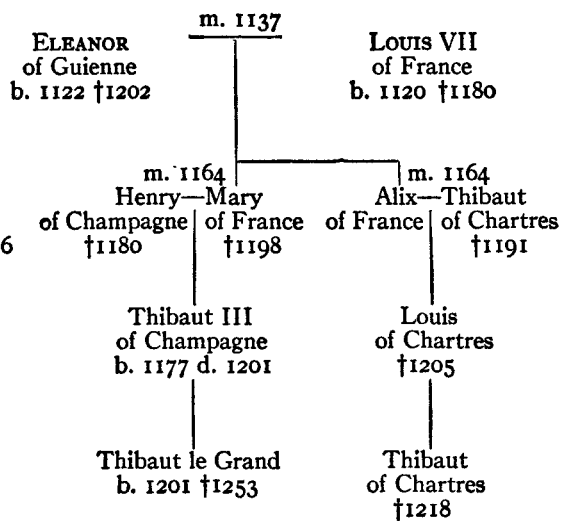 m. 1137
ELEANOR
of Guienne
b. 1122 †1202
LOUIS VII
of France
b. 1120 †1180
m. 1164
Henry—Mary
of Champagne
of France
6
†1180
†1198
m. 1164
Alix—Thibaut
of France
of Chartres
†1191
Thibaut III
of Champagne
b. 1177 d. 1201
Louis
of Chartres
†1205
Thibaut le Grand
b. 1201 †1253
Thibaut
of Chartres
†1218